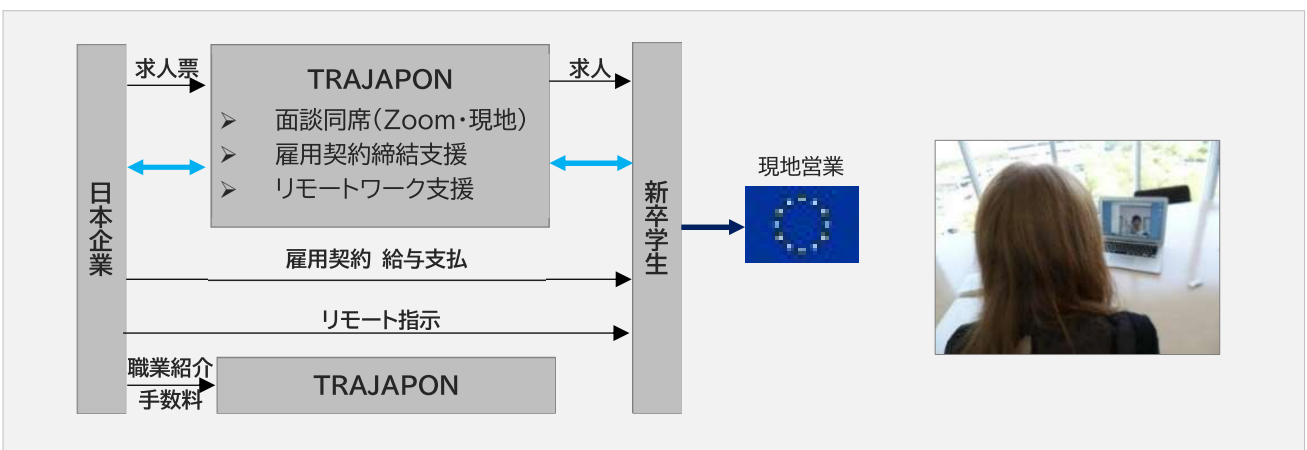 日本企業
求人票
TRAJAPON
面談同席(Zoom・現地)
雇用契約締結支援
リモートワーク支援
求人
雇用契約 給与支払
リモート指示
職業紹介
手数料
TRAJAPON
新卒学生
現地営業